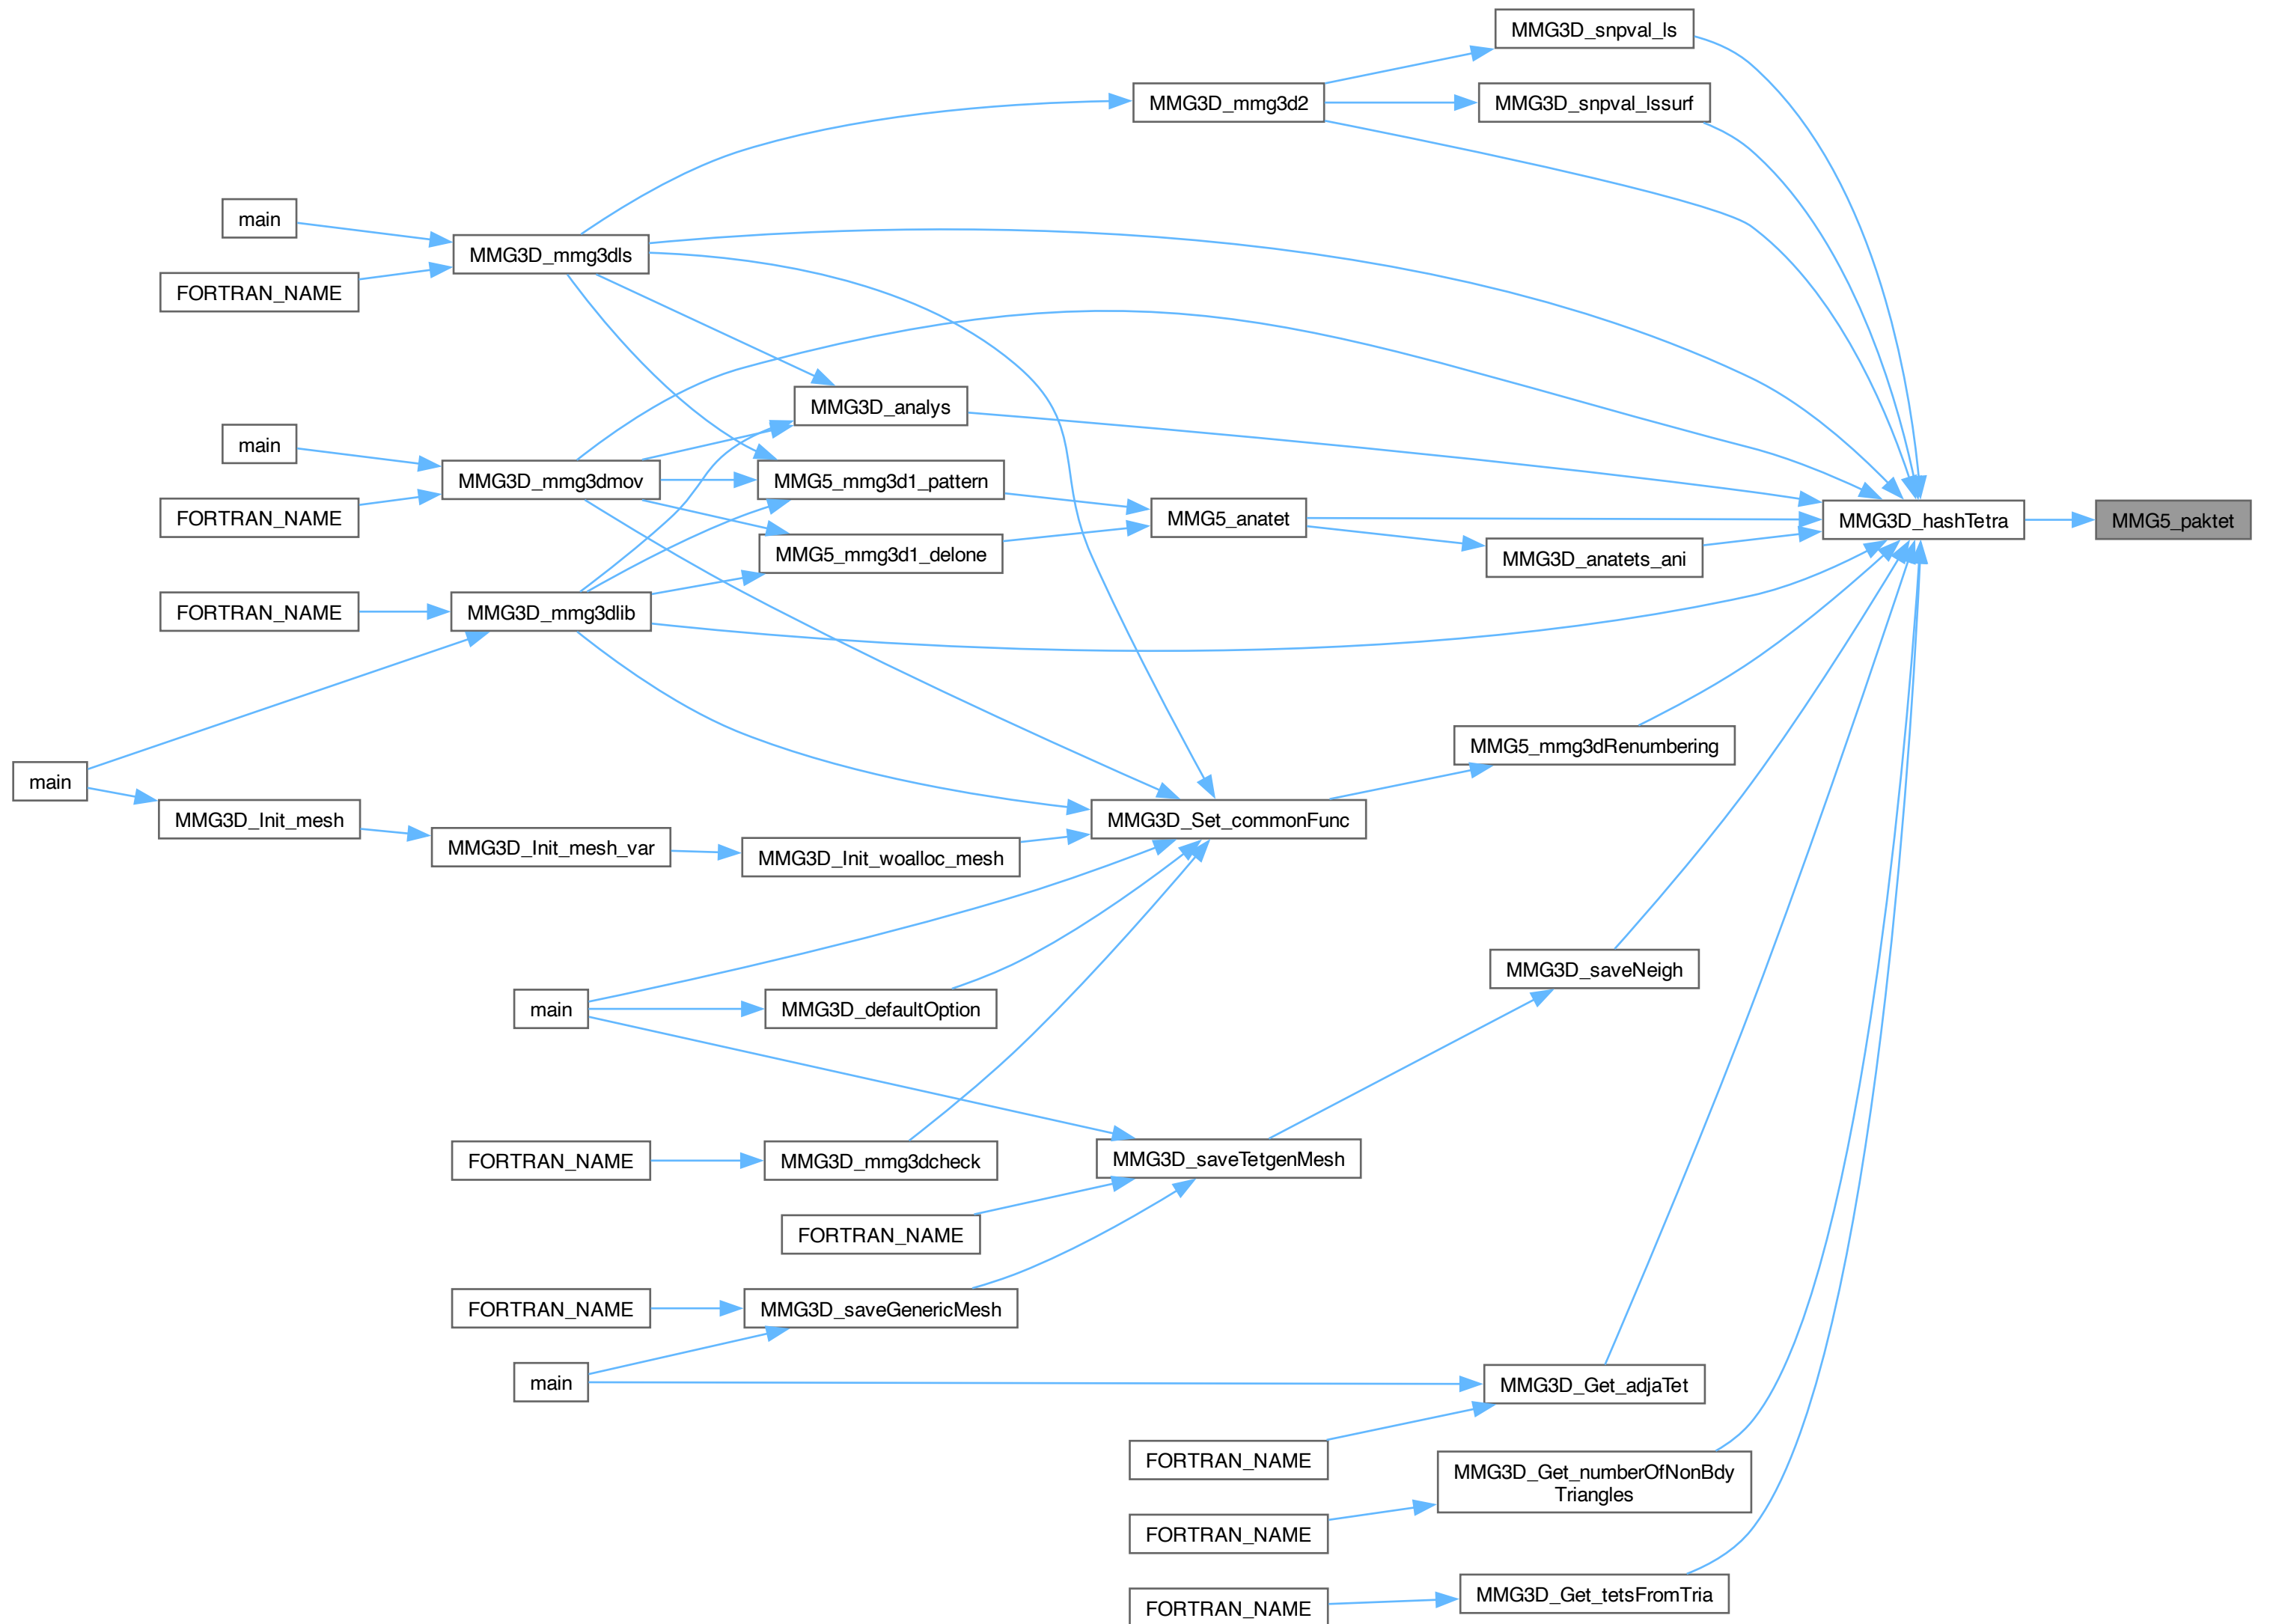 MMG3D_snpval_ls
MMG3D_mmg3d2
MMG3D_snpval_lssurf
main
MMG3D_mmg3dls
FORTRAN_NAME
MMG3D_analys
main
MMG3D_mmg3dmov
MMG5_mmg3d1_pattern
FORTRAN_NAME
MMG5_anatet
MMG3D_hashTetra
MMG5_paktet
MMG5_mmg3d1_delone
MMG3D_anatets_ani
FORTRAN_NAME
MMG3D_mmg3dlib
MMG5_mmg3dRenumbering
main
MMG3D_Init_mesh
MMG3D_Init_mesh_var
MMG3D_Init_woalloc_mesh
MMG3D_Set_commonFunc
MMG3D_saveNeigh
main
MMG3D_defaultOption
FORTRAN_NAME
MMG3D_mmg3dcheck
MMG3D_saveTetgenMesh
FORTRAN_NAME
FORTRAN_NAME
MMG3D_saveGenericMesh
main
MMG3D_Get_adjaTet
FORTRAN_NAME
MMG3D_Get_numberOfNonBdy
Triangles
FORTRAN_NAME
MMG3D_Get_tetsFromTria
FORTRAN_NAME